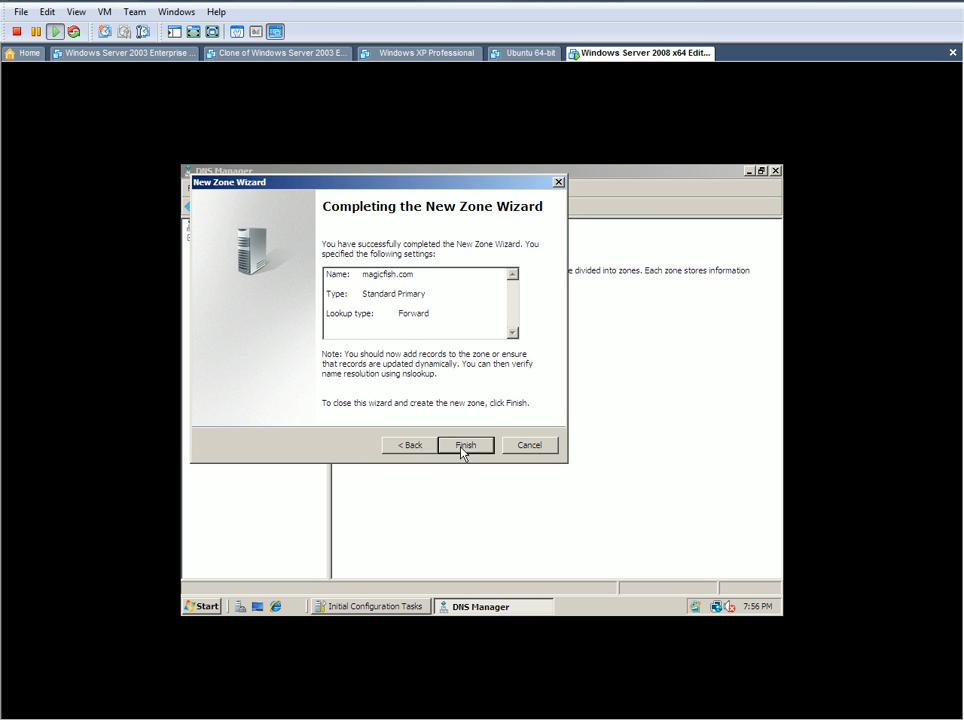 File Edit View VM Team Windows Help
Home Windows Server 2003 Enterprise ... Clone of Windows Server 2003 E... Windows XP Professional Ubuntu 64-bit Windows Server 2008 x64 Edit...
DNS Manager
New Zone Wizard
Completing the New Zone Wizard
You have successfully completed the New Zone Wizard. You
specified the following settings:
Name: magicfish.com
Type: Standard Primary
Lookup type: Forward
e divided into zones. Each zone stores information
Note: You should now add records to the zone or ensure
that records are updated dynamically. You can then verify
name resolution using nslookup.
To close this wizard and create the new zone, click Finish.
< Back Finish Cancel
Start Initial Configuration Tasks DNS Manager 7:56 PM